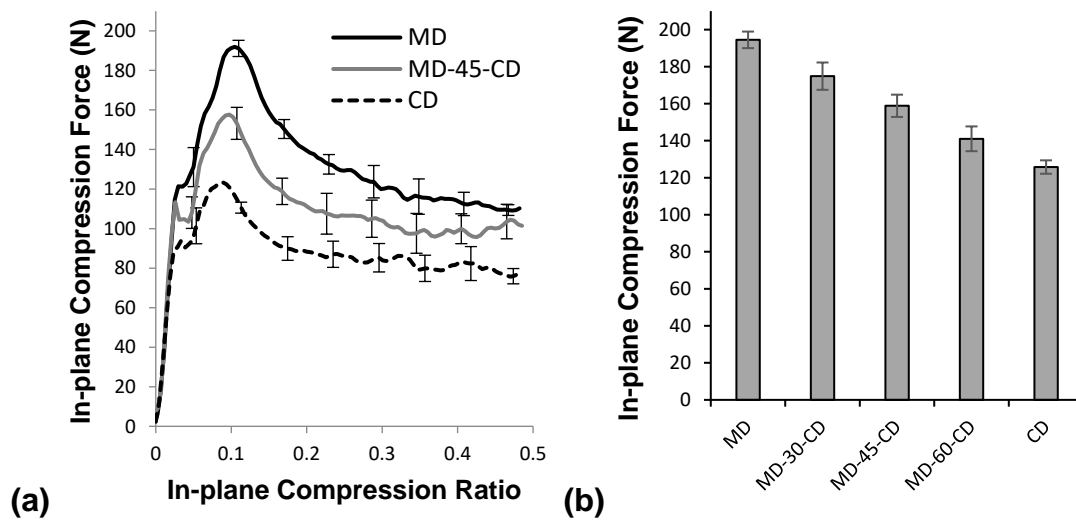 In-plane Compression Force (N)
200
180
160
140
120
100
80
60
40
20
0
MD
MD-45-CD
CD
0 0.1 0.2 0.3 0.4 0.5
In-plane Compression Ratio
(a)
In-plane Compression Force (N)
200
180
160
140
120
100
80
60
40
20
0
MD
MD-30-CD
MD-45-CD
MD-60-CD
CD
(b)